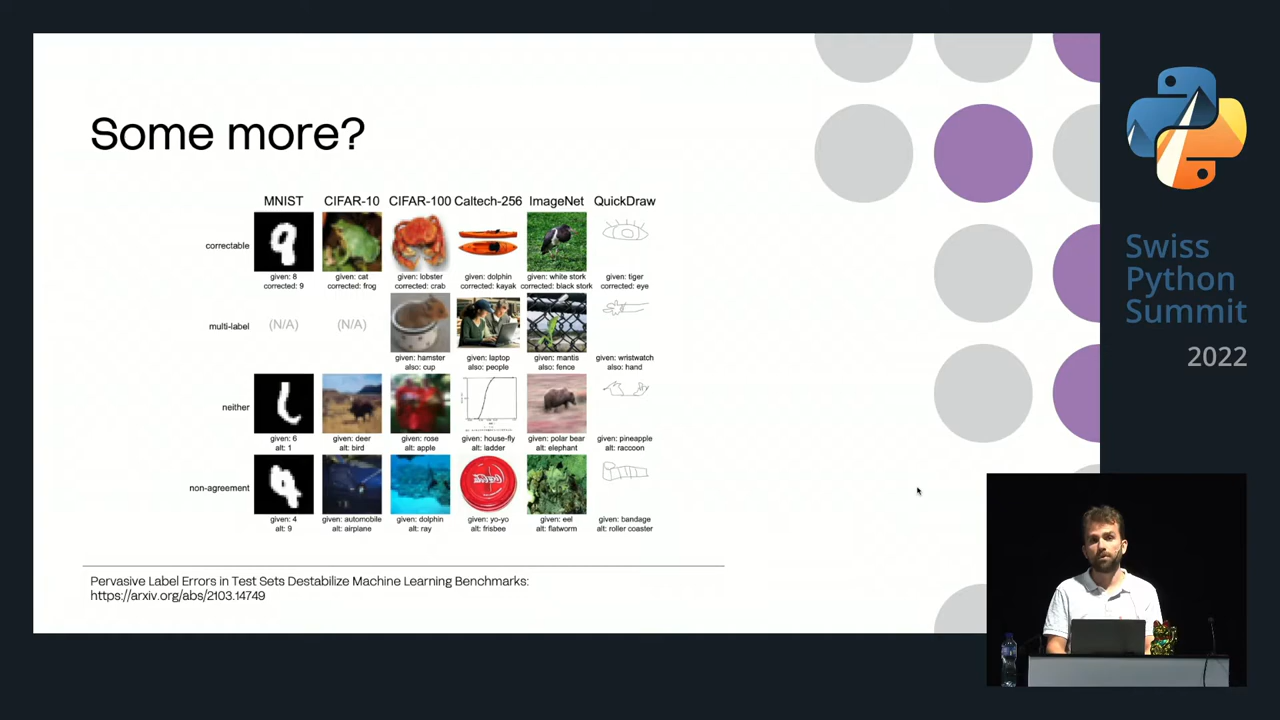 Some more?
MNIST CIFAR-10 CIFAR-100 Caltech-256 ImageNet QuickDraw
correctable
given: 8 given: cat given: lobster given: dolphin given: white stork given: tiger
corrected: 9 corrected: frog corrected: crab corrected: kayak corrected: black stork corrected: eye
multi-label (N/A) (N/A)
given: hamster given: laptop given: mantis given: wristwatch
also: cup also: people also: fence also: hand
neither
given: 6 given: deer given: rose given: house-fly given: polar bear given: pineapple
alt: 1 alt: bird alt: apple alt: ladder alt: elephant alt: raccoon
non-agreement
given: 4 given: automobile given: dolphin given: yo-yo given: eel given: bandage
alt: 9 alt: airplane alt: ray alt: frisbee alt: flatworm alt: roller coaster
Pervasive Label Errors in Test Sets Destabilize Machine Learning Benchmarks:
https://arxiv.org/abs/2103.14749
Swiss
Python
Summit
2022